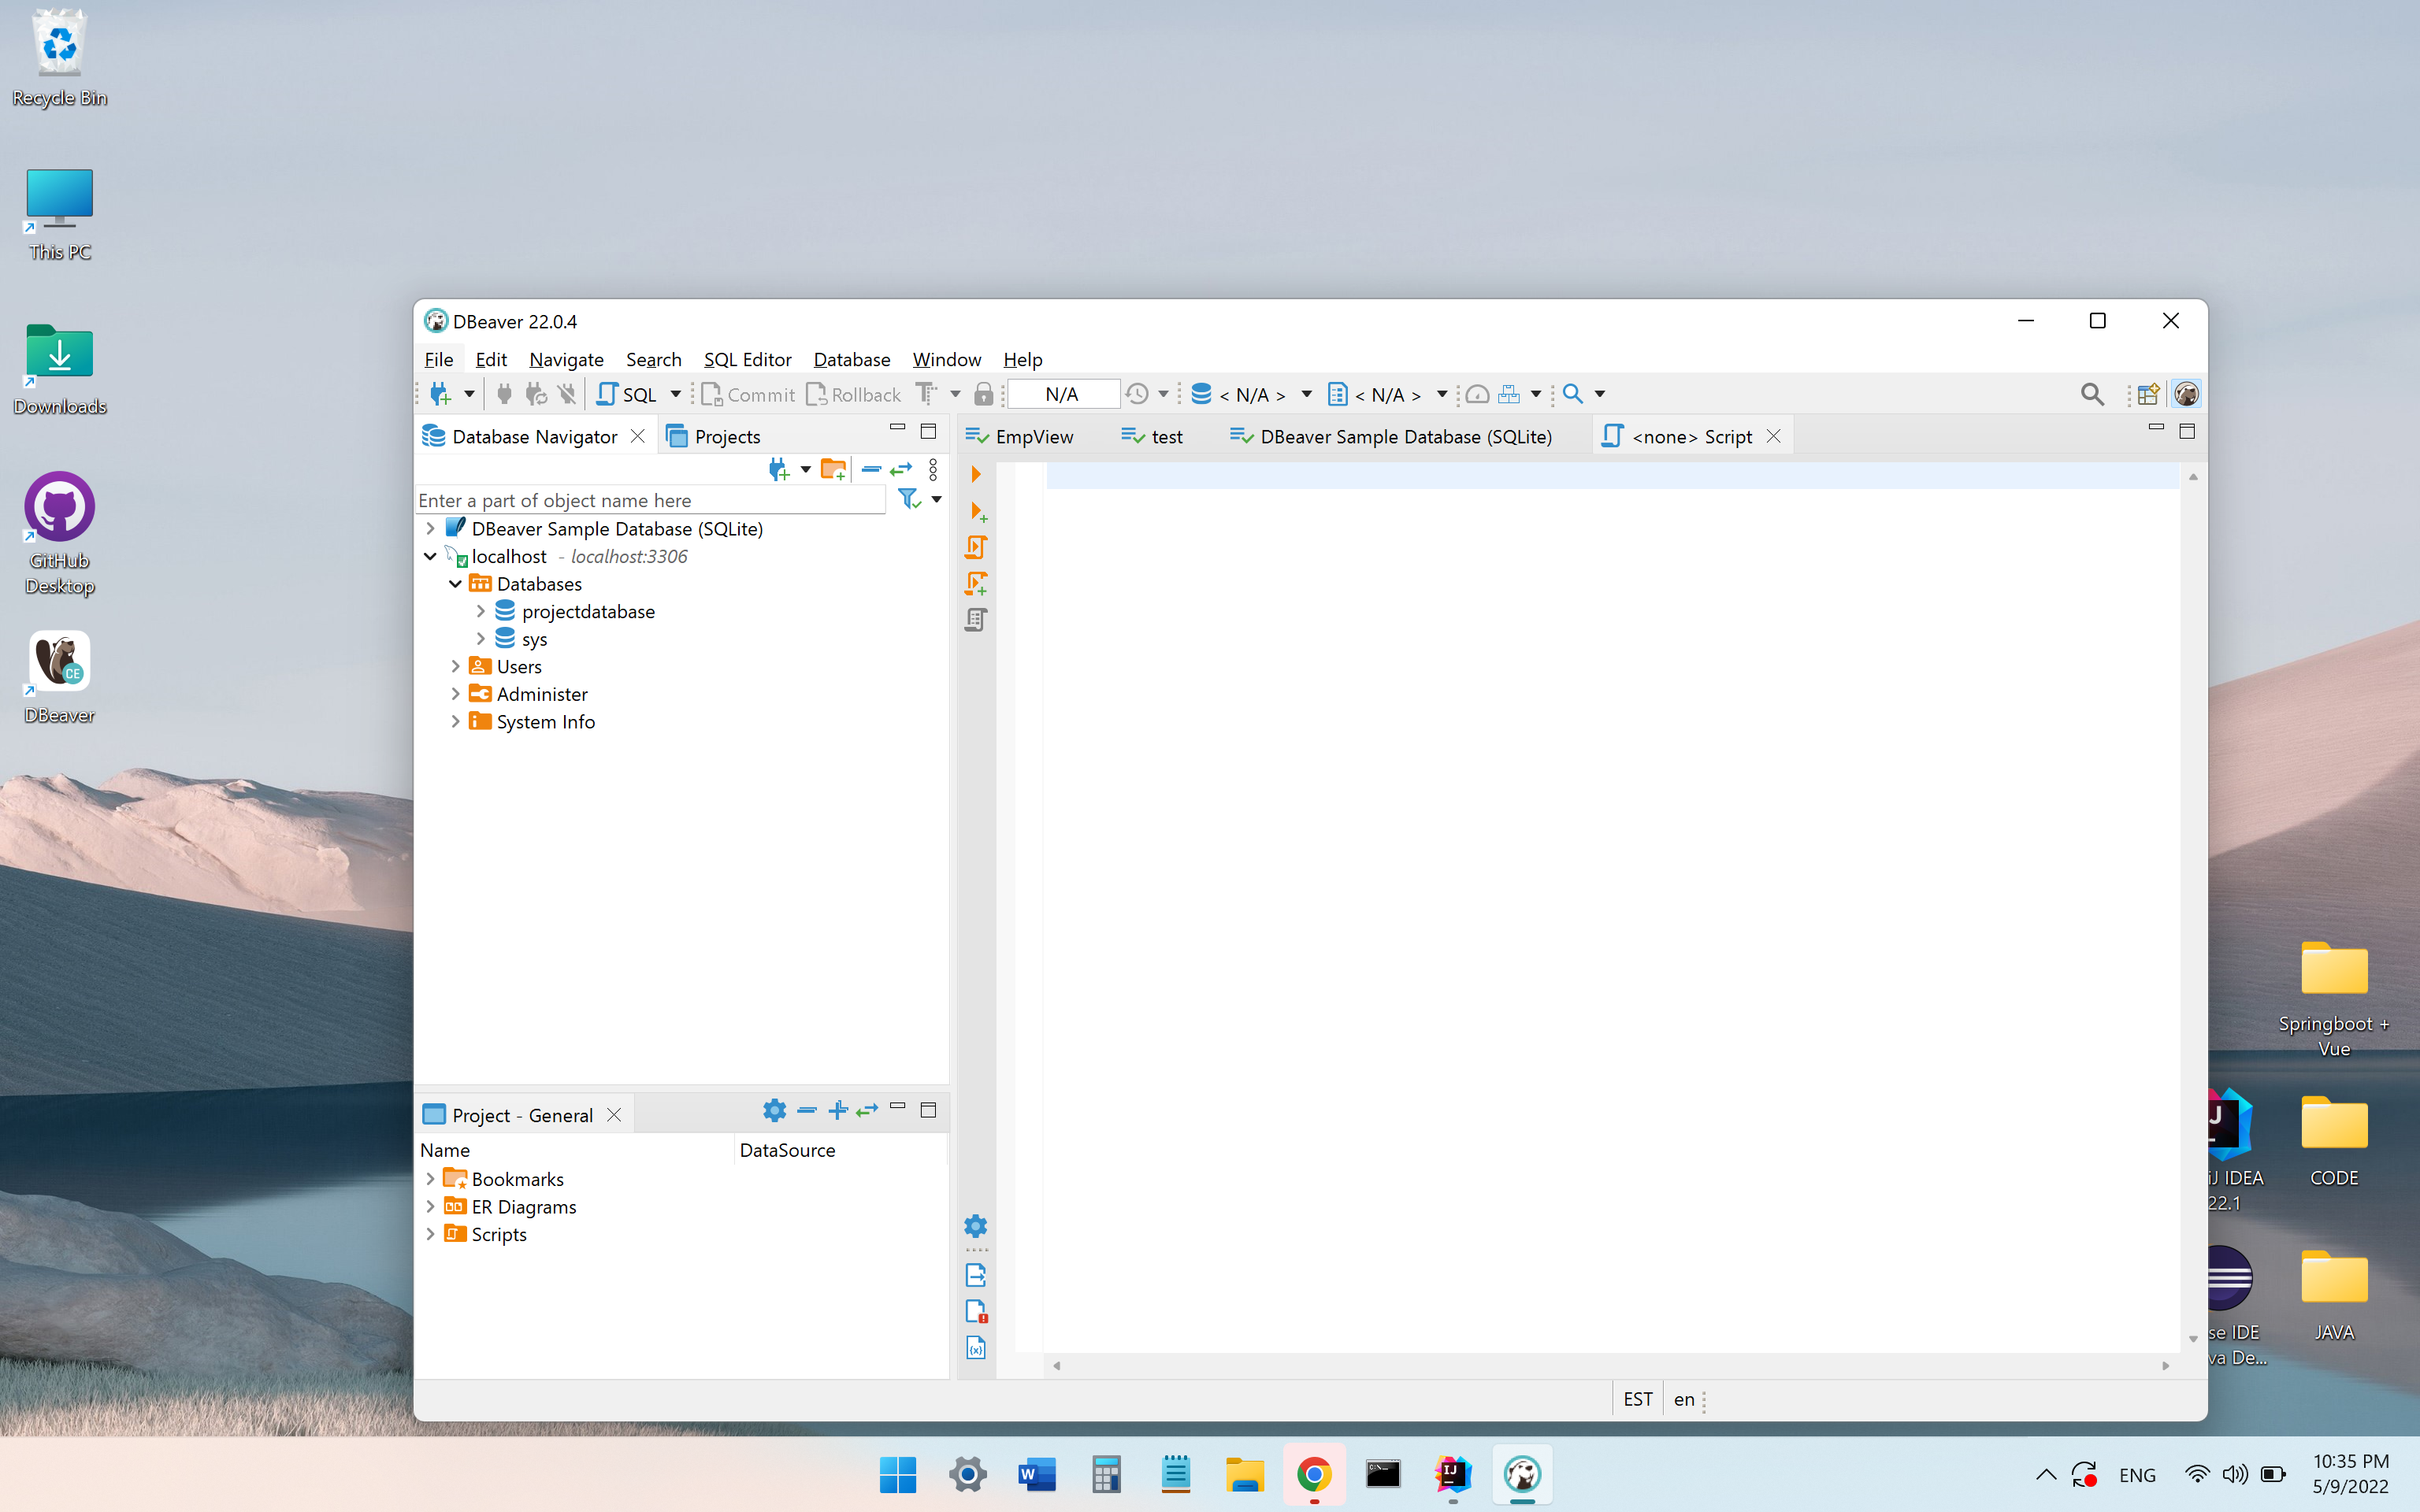 Recycle Bin
This PC
Downloads
GitHub
Desktop
CE
DBeaver
DBeaver 22.0.4
File Edit Navigate Search SQL Editor Database Window Help
SQL Commit Rollback N/A < N/A > < N/A >
Database Navigator Projects
EmpView test DBeaver Sample Database (SQLite) <none> Script
Enter a part of object name here
DBeaver Sample Database (SQLite)
localhost - localhost:3306
Databases
projectdatabase
sys
Users
Administer
System Info
Project - General
Name DataSource
Bookmarks
ER Diagrams
Scripts
EST en
Springboot +
Vue
IJ IDEA
22.1
CODE
se IDE
va De...
JAVA
ENG
10:35 PM
5/9/2022